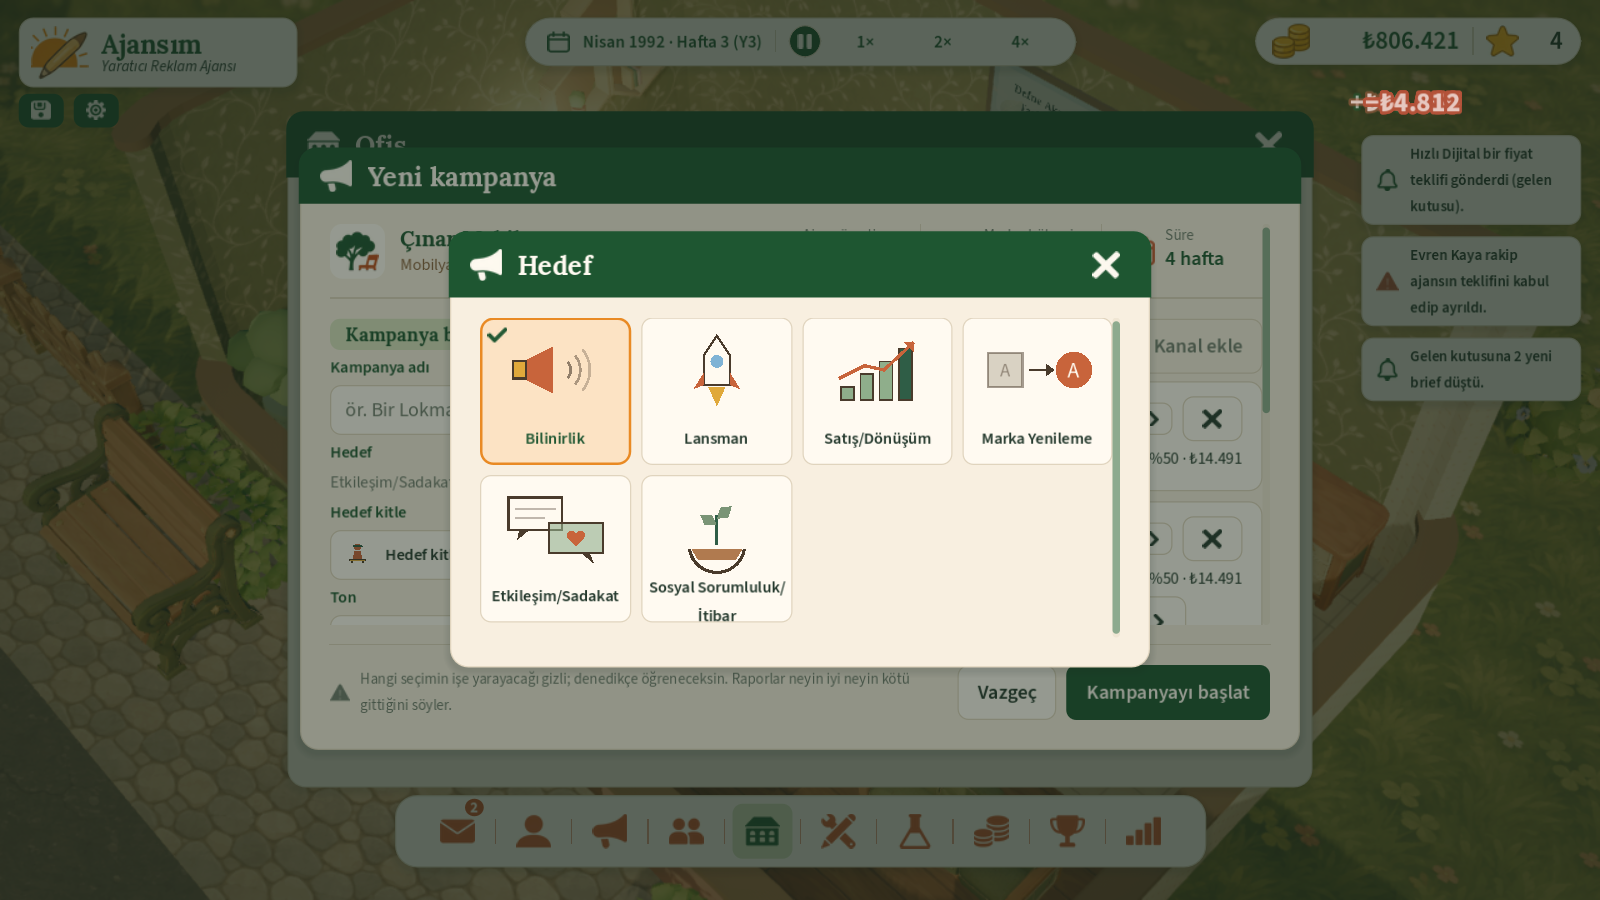 Ajansım
Yaratıcı Reklam Ajansı
Nisan 1992 · Hafta 3 (Y3)
1×
2×
4×
₺806.421
4
₺4.812
Hızlı Dijital bir fiyat
teklifi gönderdi (gelen
kutusu).
Evren Kaya rakip
ajansın teklifini kabul
edip ayrıldı.
Gelen kutusuna 2 yeni
brief düştü.
Ofis
Yeni kampanya
Süre
4 hafta
Kampanya adı
ör. Bir Lokma
Hedef
Etkileşim/Sadakat
Hedef kitle
Hedef kit
Ton
Kanal ekle
%50 · ₺14.491
%50 · ₺14.491
Hedef
Bilinirlik
Lansman
Satış/Dönüşüm
A
A
Marka Yenileme
Etkileşim/Sadakat
Sosyal Sorumluluk/
İtibar
Hangi seçimin işe yarayacağı gizli; denedikçe öğreneceksin. Raporlar neyin iyi neyin kötü
gittiğini söyler.
Vazgeç
Kampanyayı başlat
2